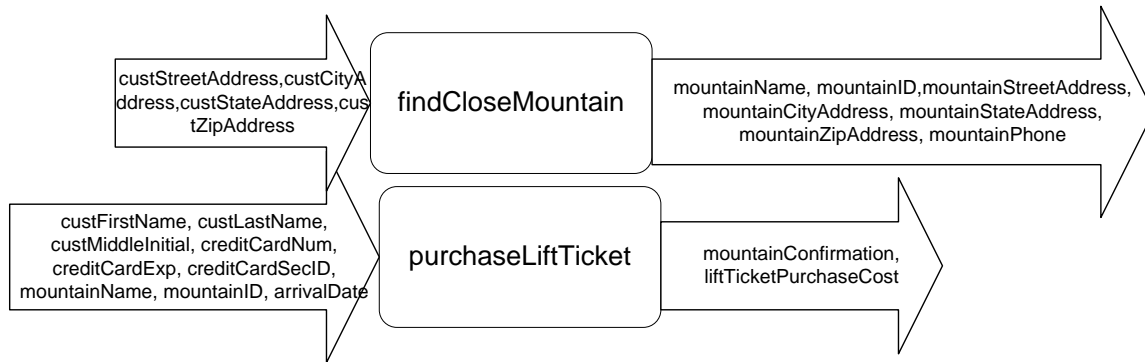 custStreetAddress,custCityA
ddress,custStateAddress,cus
tZipAddress
findCloseMountain
mountainName, mountainID,mountainStreetAddress,
mountainCityAddress, mountainStateAddress,
mountainZipAddress, mountainPhone
custFirstName, custLastName,
custMiddleInitial, creditCardNum,
creditCardExp, creditCardSecID,
mountainName, mountainID, arrivalDate
purchaseLiftTicket
mountainConfirmation,
liftTicketPurchaseCost